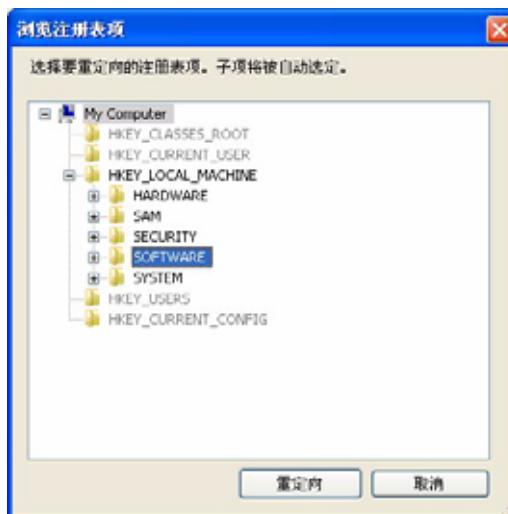 浏览注册表项
选择要重定向的注册表项。子项将被自动选定。
My Computer
HKEY_CLASSES_ROOT
HKEY_CURRENT_USER
HKEY_LOCAL_MACHINE
HARDWARE
SAM
SECURITY
SOFTWARE
SYSTEM
HKEY_USERS
HKEY_CURRENT_CONFIG
重定向 取消